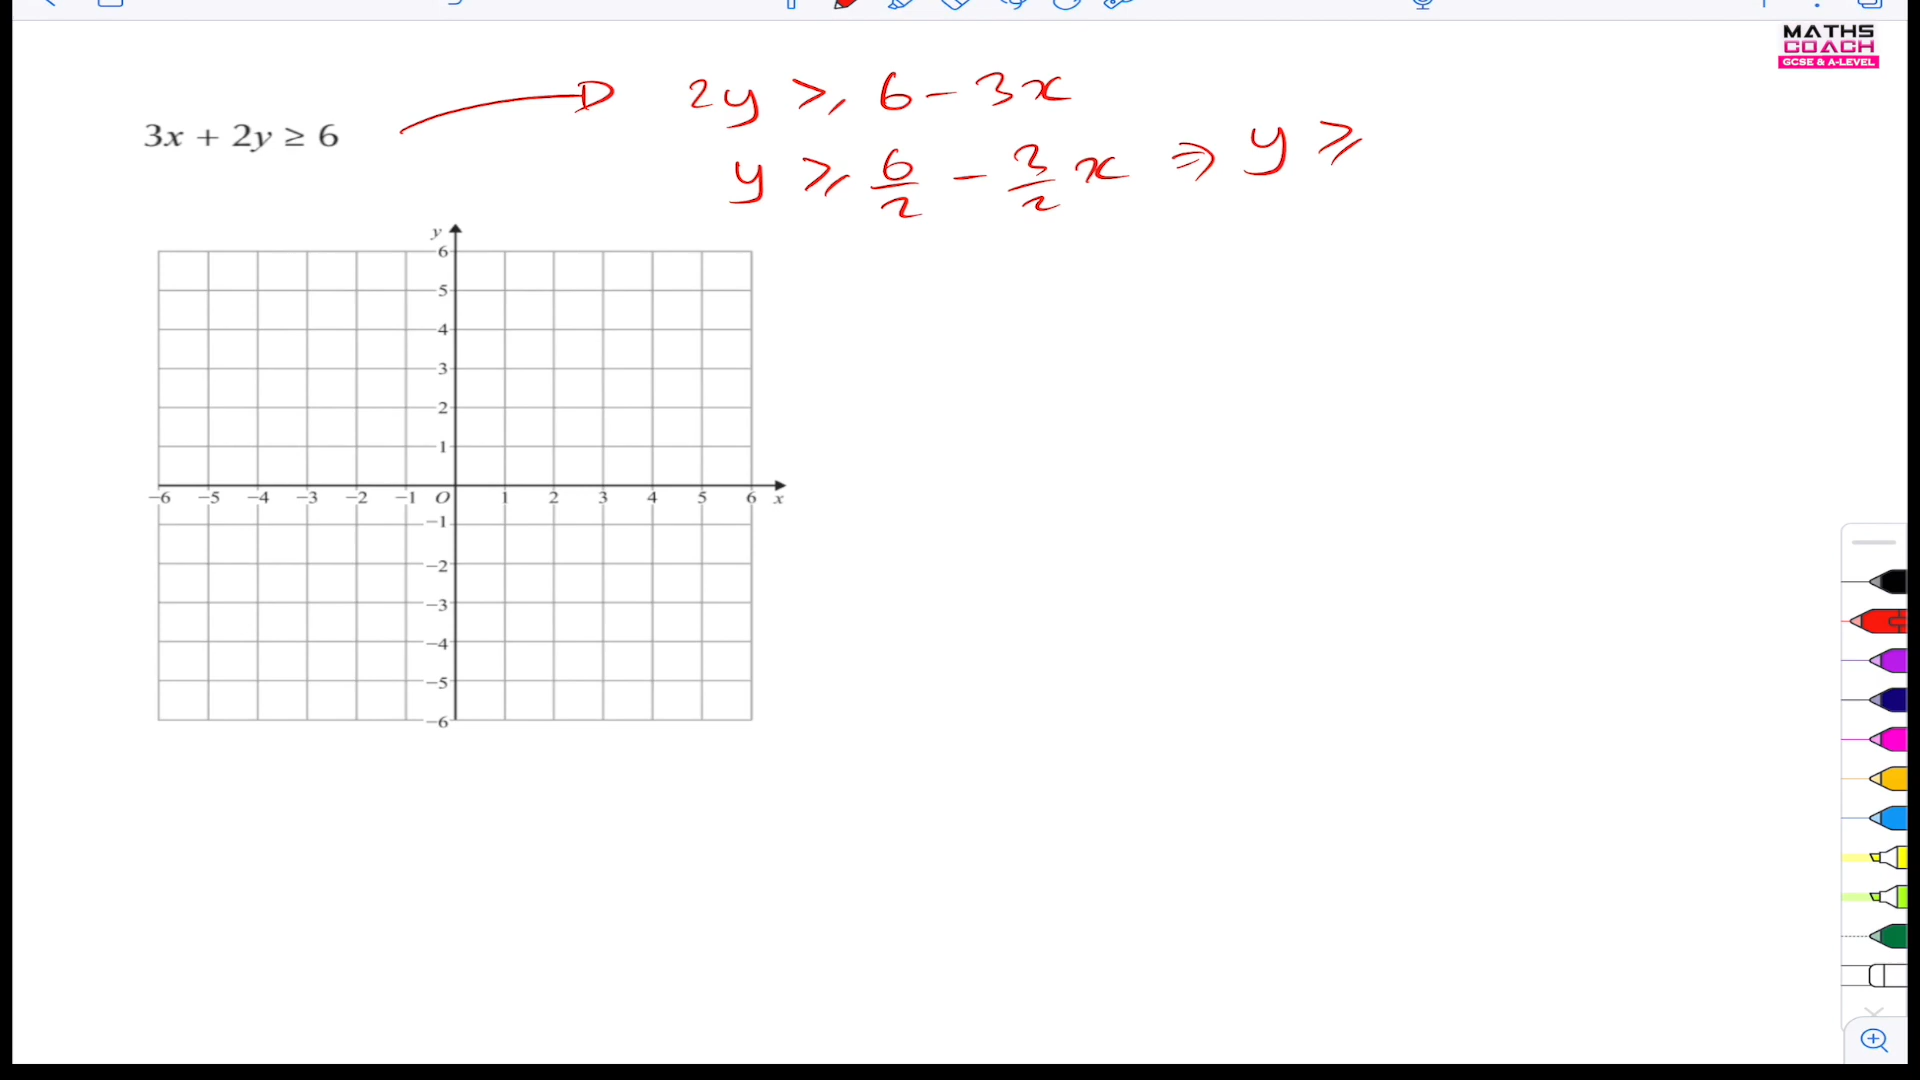 MATHS
COACH
GCSE & A-LEVEL
2y ≥ 6 - 3x
3x + 2y ≥ 6
y ≥ 6/2 - 3/2 x ⇒ y ≥
y
6
5
4
3
2
1
−6 −5 −4 −3 −2 −1 O 1 2 3 4 5 6 x
−1
−2
−3
−4
−5
−6